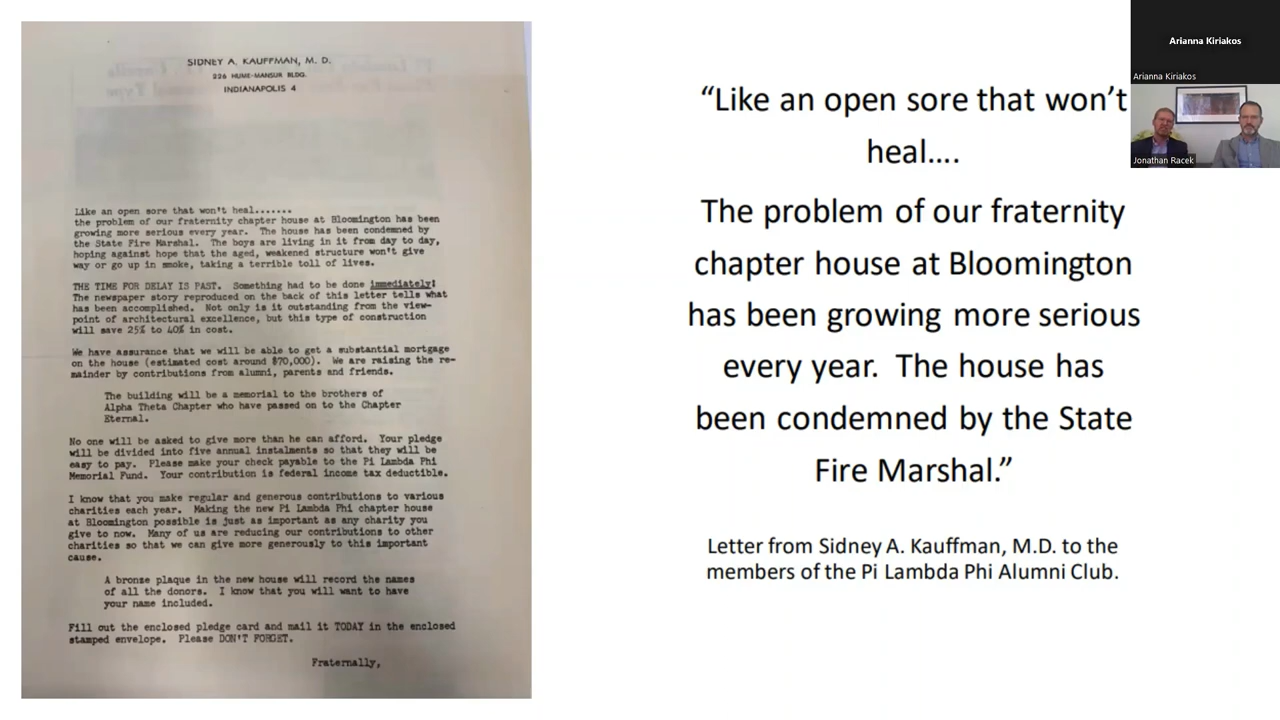 SIDNEY A. KAUFFMAN, M. D.
226 HUME-MANSUR BLDG.
INDIANAPOLIS 4
Like an open sore that won't heal.......
the problem of our fraternity chapter house at Bloomington has been
growing more serious every year. The house has been condemned by
the State Fire Marshal. The boys are living in it from day to day,
hoping against hope that the aged, weakened structure won't give
way or go up in smoke, taking a terrible toll of lives.
THE TIME FOR DELAY IS PAST. Something had to be done immediately!
The newspaper story reproduced on the back of this letter tells what
has been accomplished. Not only is it outstanding from the view-
point of architectural excellence, but this type of construction
will save 25% to 40% in cost.
We have assurance that we will be able to get a substantial mortgage
on the house (estimated cost around $70,000). We are raising the re-
mainder by contributions from alumni, parents and friends.
The building will be a memorial to the brothers of
Alpha Theta Chapter who have passed on to the Chapter
Eternal.
No one will be asked to give more than he can afford. Your pledge
will be divided into five annual instalments so that they will be
easy to pay. Please make your check payable to the Pi Lambda Phi
Memorial Fund. Your contribution is federal income tax deductible.
I know that you make regular and generous contributions to various
charities each year. Making the new Pi Lambda Phi chapter house
at Bloomington possible is just as important as any charity you
give to now. Many of us are reducing our contributions to other
charities so that we can give more generously to this important
cause.
A bronze plaque in the new house will record the names
of all the donors. I know that you will want to have
your name included.
Fill out the enclosed pledge card and mail it TODAY in the enclosed
stamped envelope. Please DON'T FORGET.
Fraternally,
“Like an open sore that won’t
heal….
The problem of our fraternity
chapter house at Bloomington
has been growing more serious
every year. The house has
been condemned by the State
Fire Marshal.”
Letter from Sidney A. Kauffman, M.D. to the
members of the Pi Lambda Phi Alumni Club.
Arianna Kiriakos
Arianna Kiriakos
Jonathan Racek